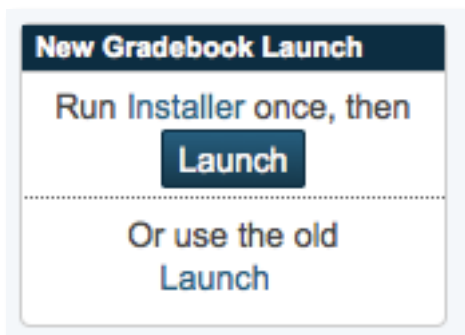 New Gradebook Launch
Run Installer once, then
Launch
Or use the old
Launch